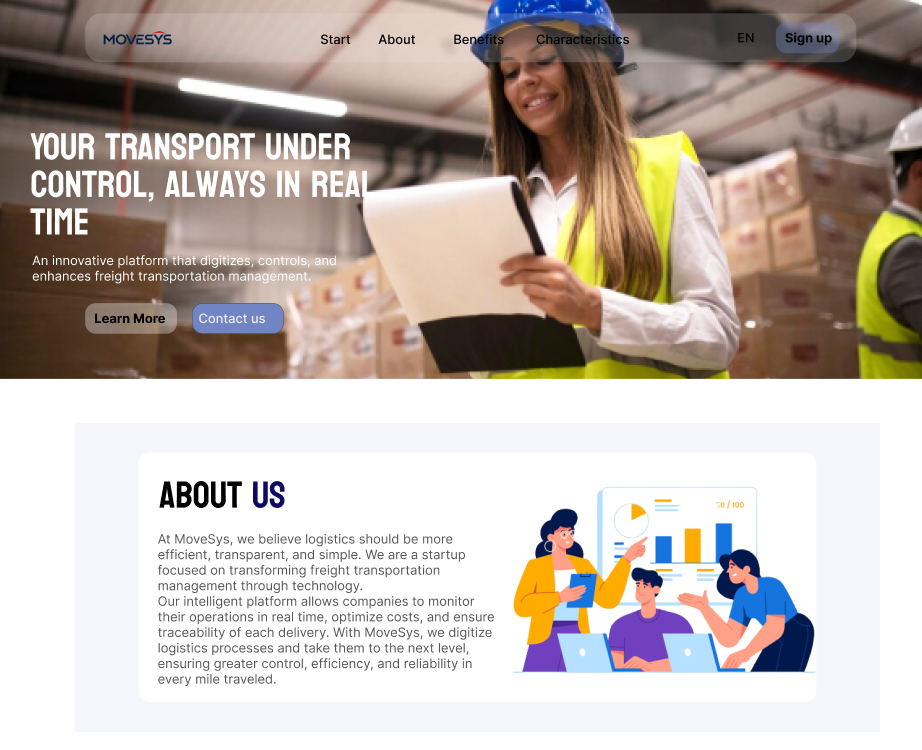 MOVESYS
Start
About
Benefits
Characteristics
EN
Sign up
YOUR TRANSPORT UNDER
CONTROL, ALWAYS IN REAL
TIME
An innovative platform that digitizes, controls, and
enhances freight transportation management.
Learn More
Contact us
ABOUT US
At MoveSys, we believe logistics should be more
efficient, transparent, and simple. We are a startup
focused on transforming freight transportation
management through technology.
Our intelligent platform allows companies to monitor
their operations in real time, optimize costs, and ensure
traceability of each delivery. With MoveSys, we digitize
logistics processes and take them to the next level,
ensuring greater control, efficiency, and reliability in
every mile traveled.
50 / 100